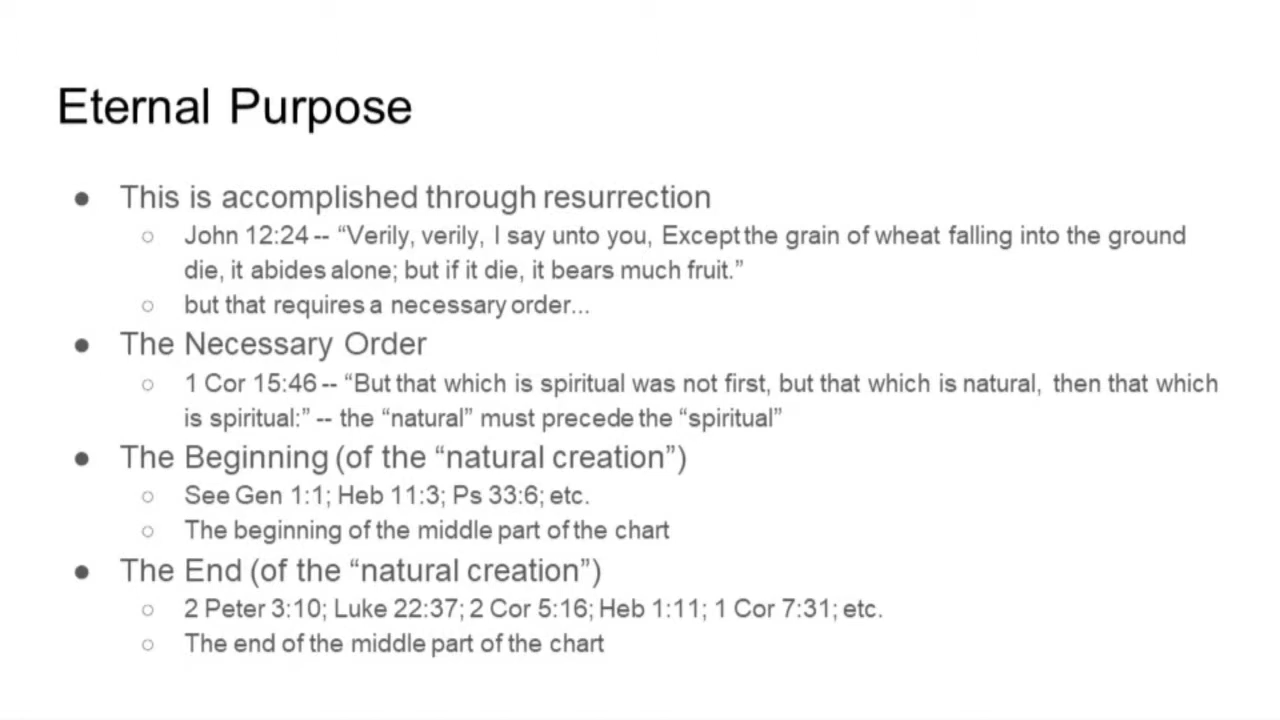 Eternal Purpose
● This is accomplished through resurrection
○ John 12:24 -- “Verily, verily, I say unto you, Except the grain of wheat falling into the ground
die, it abides alone; but if it die, it bears much fruit.”
○ but that requires a necessary order...
● The Necessary Order
○ 1 Cor 15:46 -- “But that which is spiritual was not first, but that which is natural, then that which
is spiritual:” -- the “natural” must precede the “spiritual”
● The Beginning (of the “natural creation”)
○ See Gen 1:1; Heb 11:3; Ps 33:6; etc.
○ The beginning of the middle part of the chart
● The End (of the “natural creation”)
○ 2 Peter 3:10; Luke 22:37; 2 Cor 5:16; Heb 1:11; 1 Cor 7:31; etc.
○ The end of the middle part of the chart